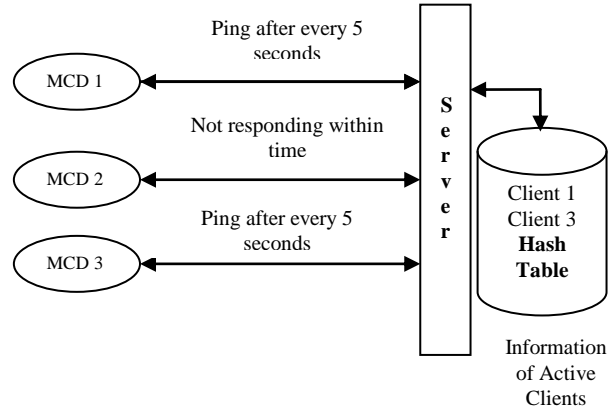 Ping after every 5
seconds
MCD 1
Not responding within
time
MCD 2
Ping after every 5
seconds
MCD 3
S
e
r
v
e
r
Client 1
Client 3
Hash
Table
Information
of Active
Clients